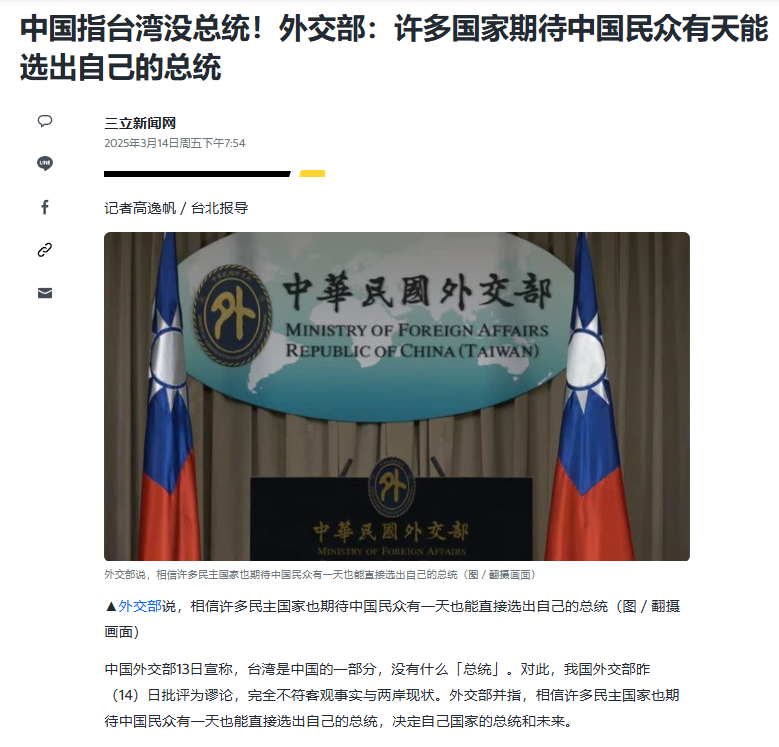 中国指台湾没总统！外交部：许多国家期待中国民众有天能
选出自己的总统
三立新闻网
2025年3月14日周五下午7:54
LINE
记者高逸帆 / 台北报导
外
中華民國外交部
MINISTRY OF FOREIGN AFFAIRS
REPUBLIC OF CHINA (TAIWAN)
外
中華民國外交部
MINISTRY OF FOREIGN AFFAIRS
外交部说，相信许多民主国家也期待中国民众有一天也能直接选出自己的总统（图 / 翻摄画面）
▲外交部说，相信许多民主国家也期待中国民众有一天也能直接选出自己的总统（图 / 翻摄
画面）
中国外交部13日宣称，台湾是中国的一部分，没有什么「总统」。对此，我国外交部昨
（14）日批评为谬论，完全不符客观事实与两岸现状。外交部并指，相信许多民主国家也期
待中国民众有一天也能直接选出自己的总统，决定自己国家的总统和未来。